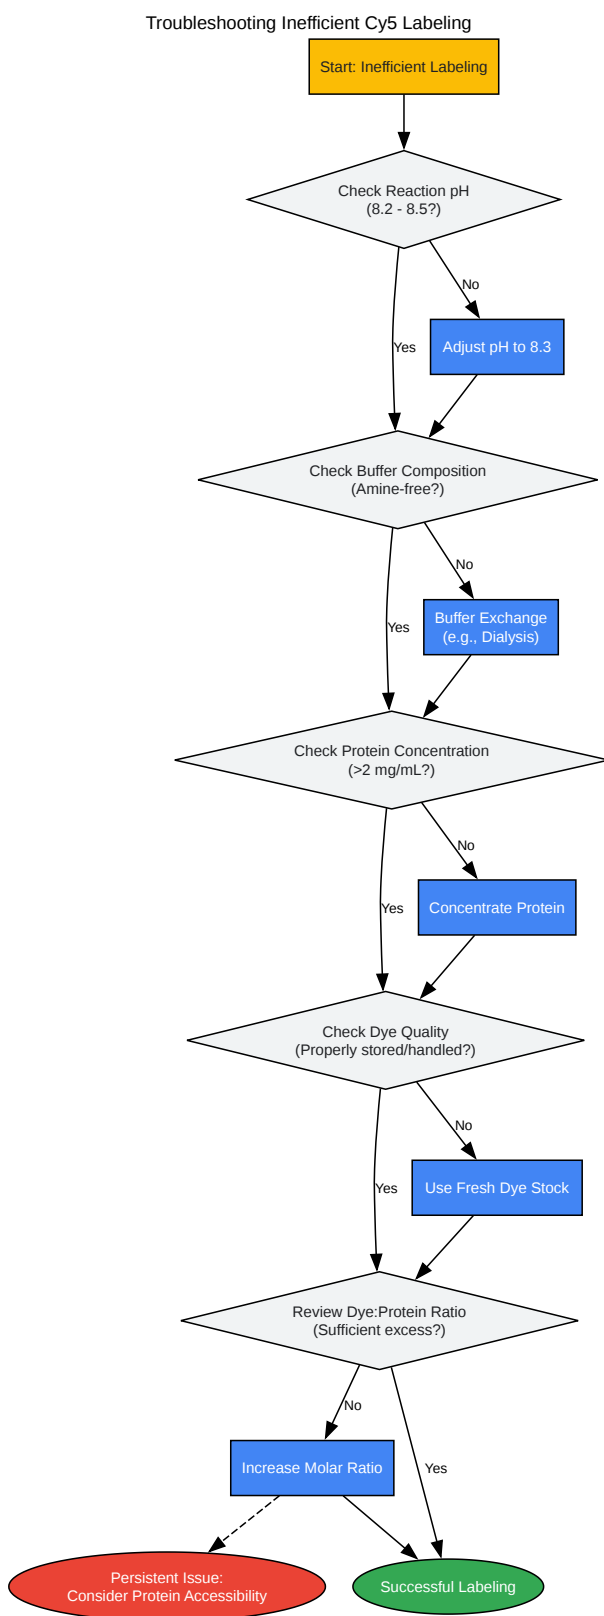 Troubleshooting Inefficient Cy5 Labeling
Start: Inefficient Labeling
Check Reaction pH
(8.2 - 8.5?)
No
Yes
Adjust pH to 8.3
Check Buffer Composition
(Amine-free?)
No
Yes
Buffer Exchange
(e.g., Dialysis)
Check Protein Concentration
(>2 mg/mL?)
No
Yes
Concentrate Protein
Check Dye Quality
(Properly stored/handled?)
No
Yes
Use Fresh Dye Stock
Review Dye:Protein Ratio
(Sufficient excess?)
No
Increase Molar Ratio
Yes
Persistent Issue:
Consider Protein Accessibility
Successful Labeling